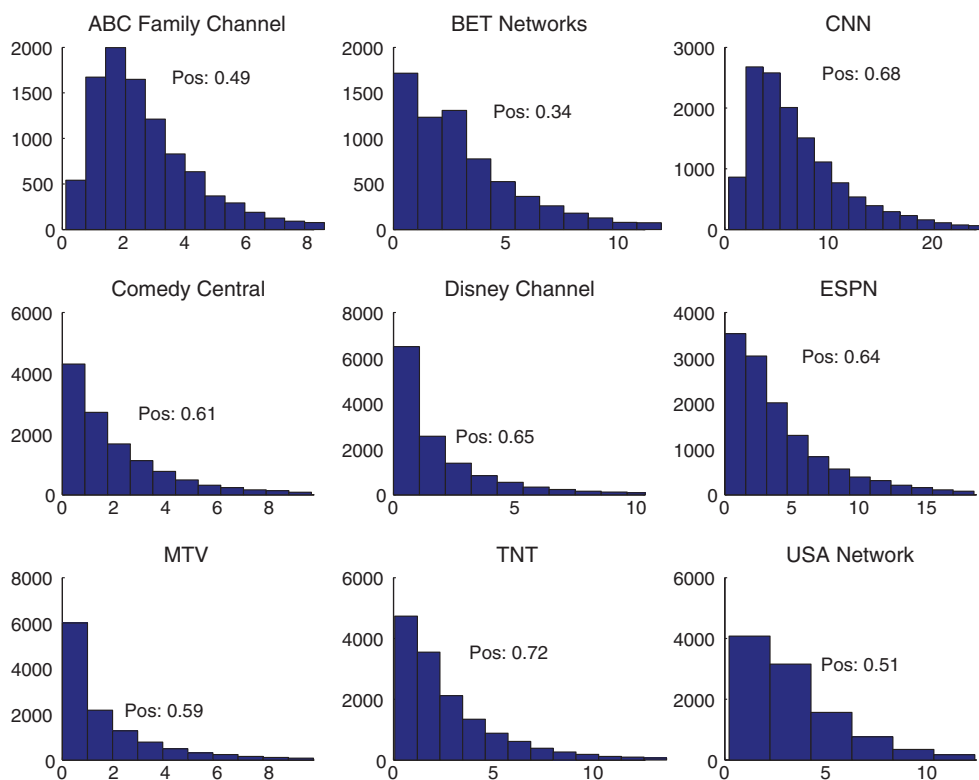 ABC Family Channel
2000
1500
1000
500
0
Pos: 0.49
0 2 4 6 8
BET Networks
2000
1500
1000
500
0
Pos: 0.34
0 5 10
CNN
3000
2000
1000
0
Pos: 0.68
0 10 20
Comedy Central
6000
4000
2000
0
Pos: 0.61
0 2 4 6 8
Disney Channel
8000
6000
4000
2000
0
Pos: 0.65
0 5 10
ESPN
4000
3000
2000
1000
0
Pos: 0.64
0 5 10 15
MTV
8000
6000
4000
2000
0
Pos: 0.59
0 2 4 6 8
TNT
6000
4000
2000
0
Pos: 0.72
0 5 10
USA Network
6000
4000
2000
0
Pos: 0.51
0 5 10